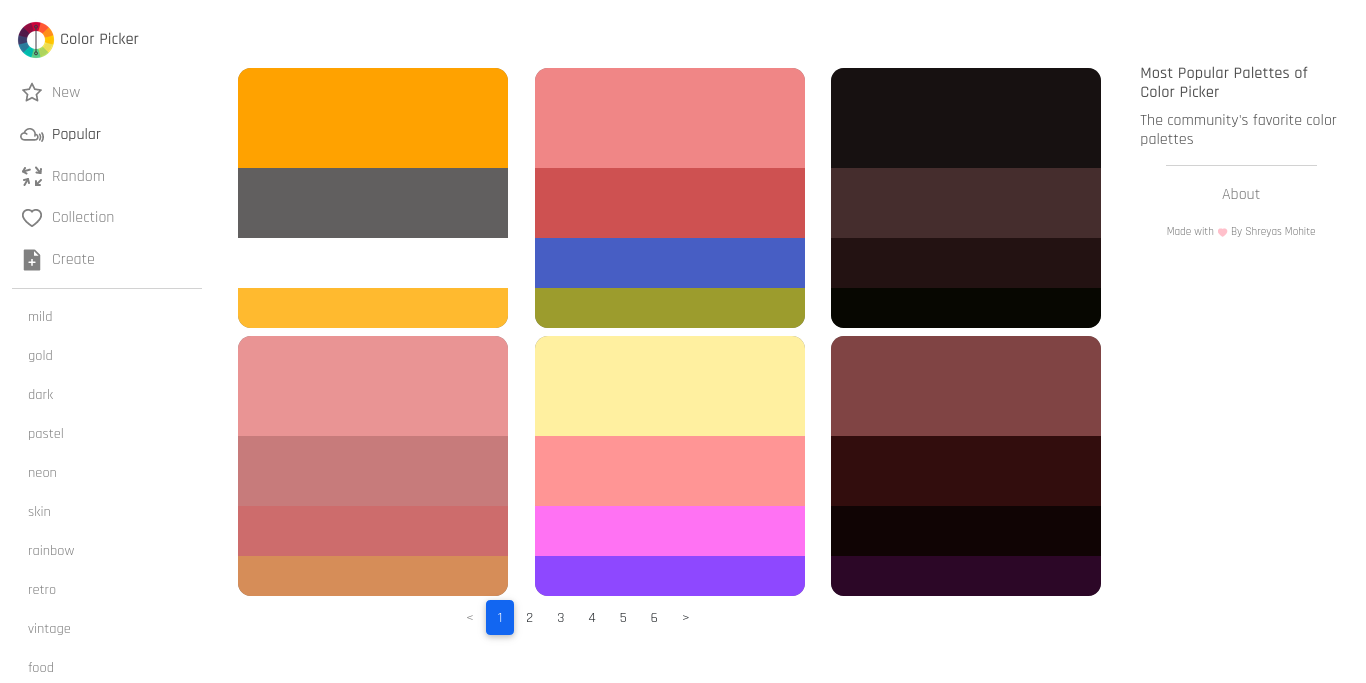 Color Picker
New
Popular
Random
Collection
Create
mild
gold
dark
pastel
neon
skin
rainbow
retro
vintage
food
< 1 2 3 4 5 6 >
Most Popular Palettes of
Color Picker
The community's favorite color
palettes
About
Made with By Shreyas Mohite